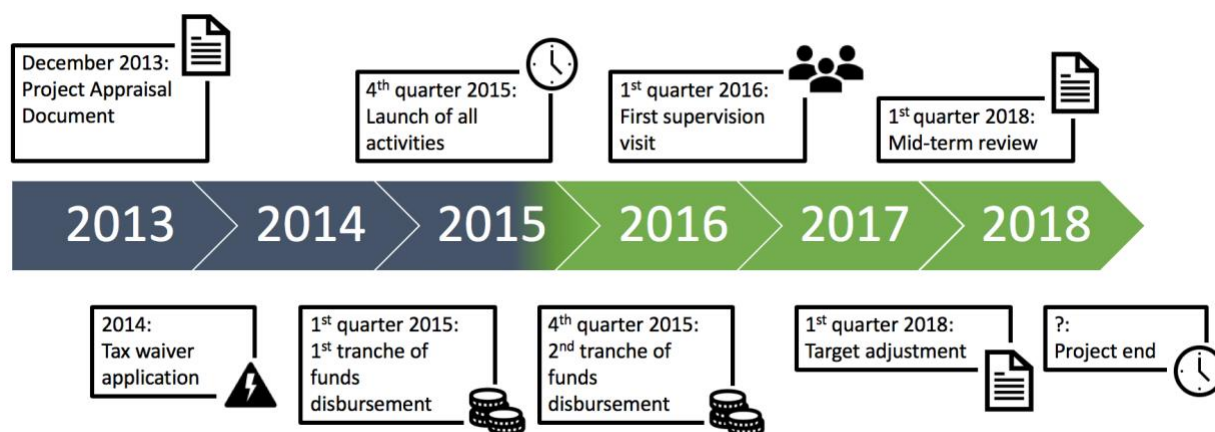 December 2013:
Project Appraisal
Document
4th quarter 2015:
Launch of all
activities
1st quarter 2016:
First supervision
visit
1st quarter 2018:
Mid-term review
2013
2014
2015
2016
2017
2018
2014:
Tax waiver
application
1st quarter 2015:
1st tranche of
funds
disbursement
4th quarter 2015:
2nd tranche of
funds
disbursement
1st quarter 2018:
Target adjustment
?:
Project end